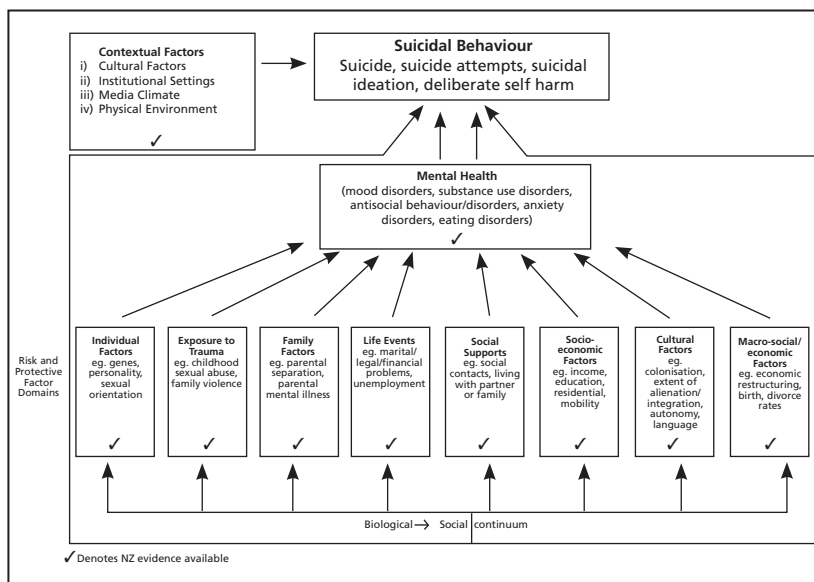 Contextual Factors
i) Cultural Factors
ii) Institutional Settings
iii) Media Climate
iv) Physical Environment
✓
Suicidal Behaviour
Suicide, suicide attempts, suicidal
ideation, deliberate self harm
Mental Health
(mood disorders, substance use disorders,
antisocial behaviour/disorders, anxiety
disorders, eating disorders)
✓
Risk and
Protective
Factor
Domains
Individual
Factors
eg. genes,
personality,
sexual
orientation
✓
Exposure to
Trauma
eg. childhood
sexual abuse,
family violence
✓
Family
Factors
eg. parental
separation,
parental
mental illness
✓
Life Events
eg. marital/
legal/financial
problems,
unemployment
✓
Social
Supports
eg. social
contacts, living
with partner
or family
✓
Socio-
economic
Factors
eg. income,
education,
residential,
mobility
✓
Cultural
Factors
eg.
colonisation,
extent of
alienation/
integration,
autonomy,
language
✓
Macro-social/
economic
Factors
eg. economic
restructuring,
birth, divorce
rates
✓
Biological → Social continuum
✓ Denotes NZ evidence available